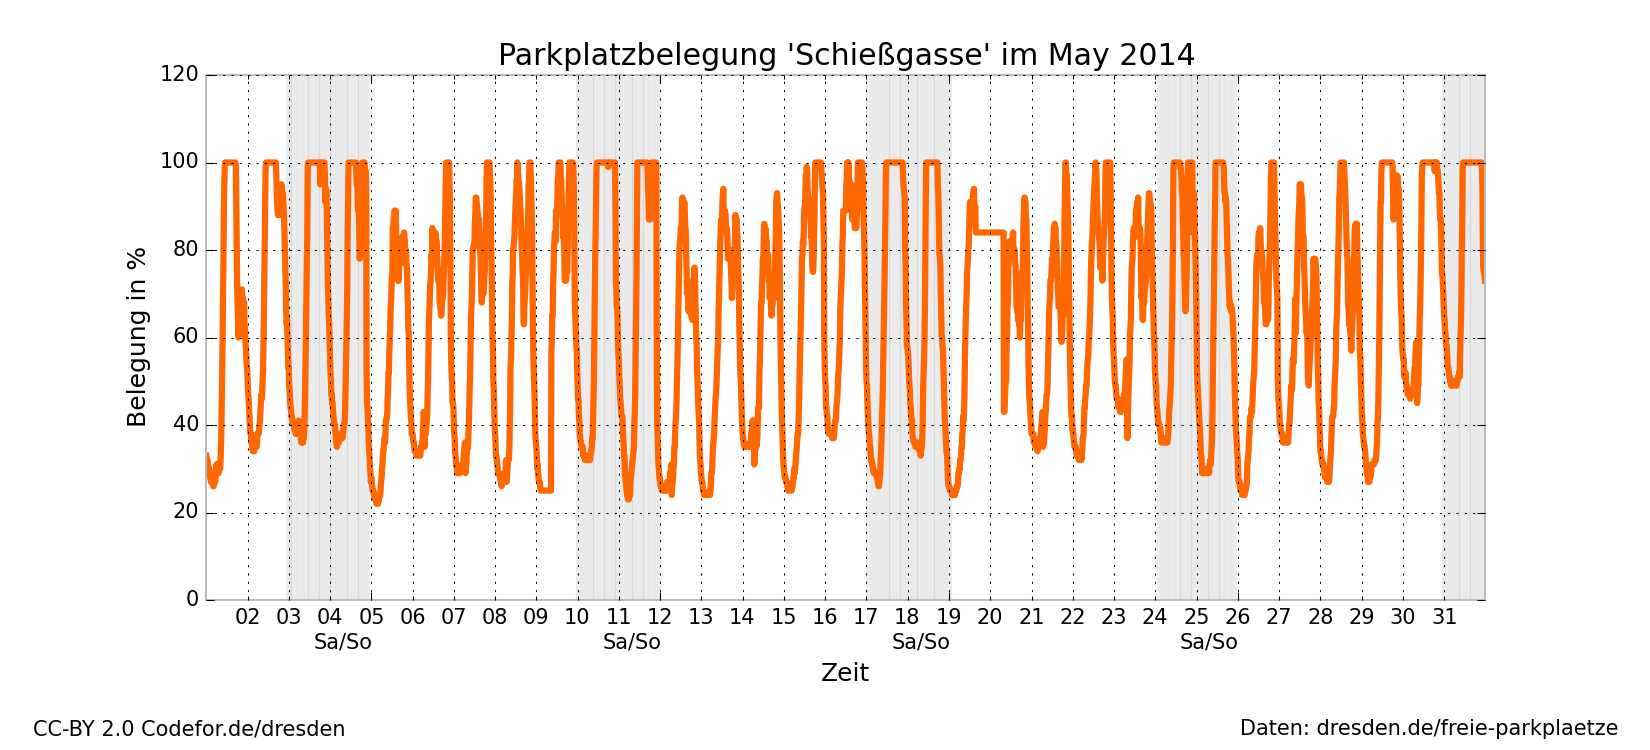 Parkplatzbelegung 'Schießgasse' im May 2014
120
100
80
60
40
20
0
Belegung in %
02 03 04 05 06 07 08 09 10 11 12 13 14 15 16 17 18 19 20 21 22 23 24 25 26 27 28 29 30 31
Sa/So Sa/So Sa/So Sa/So
Zeit
CC-BY 2.0 Codefor.de/dresden
Daten: dresden.de/freie-parkplaetze